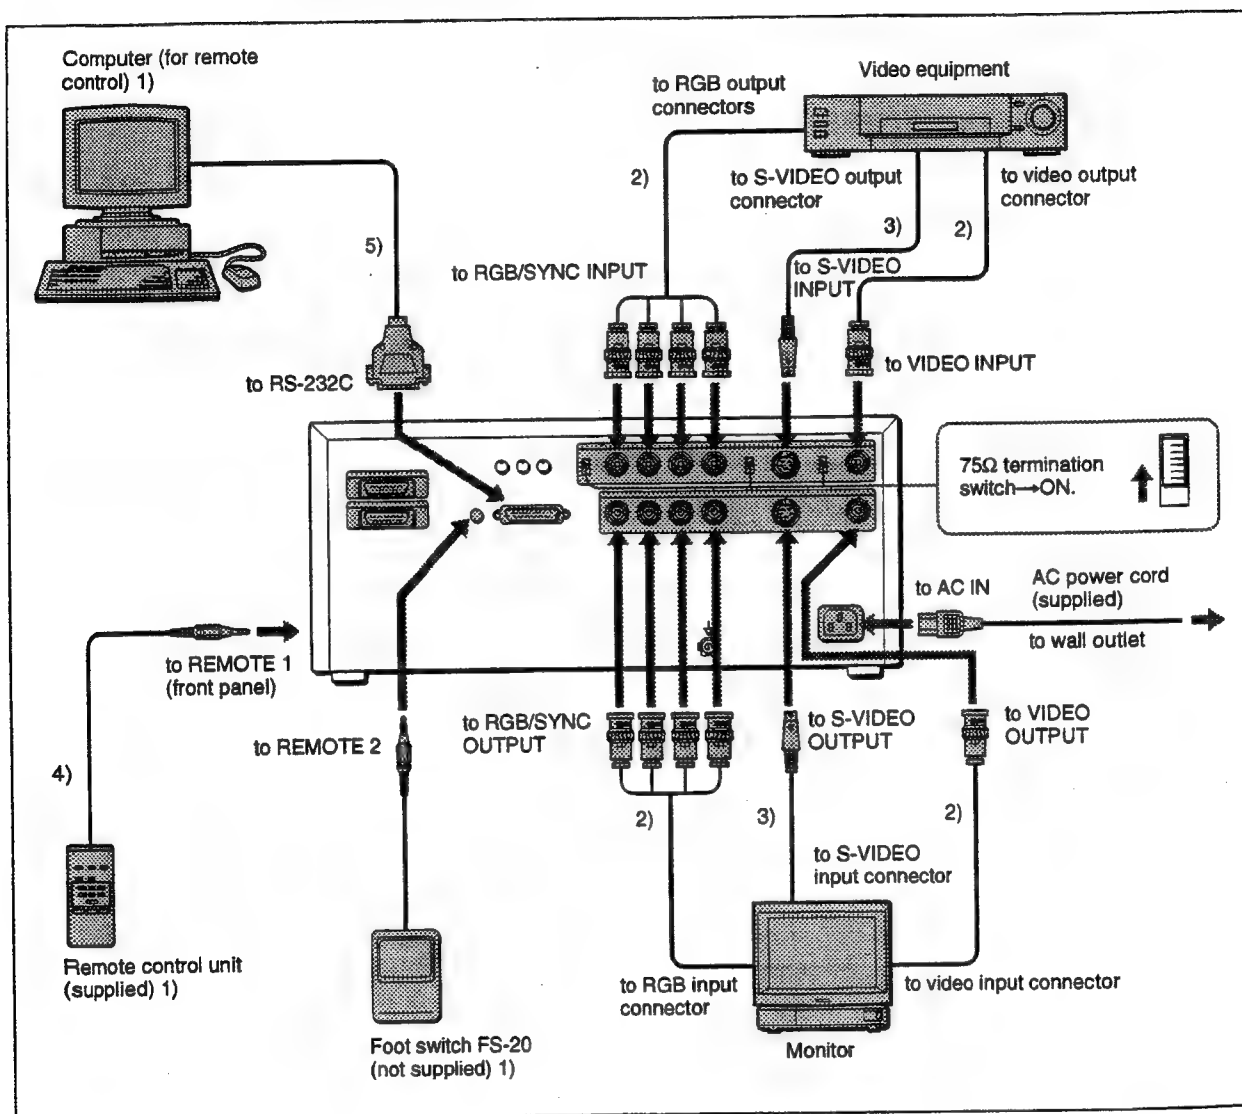 Computer (for remote
control) 1)
to RGB output
connectors
Video equipment
2)
to S-VIDEO output
connector
to video output
connector
3)
2)
5)
to RGB/SYNC INPUT
to S-VIDEO
INPUT
to VIDEO INPUT
to RS-232C
75Ω termination
switch→ON.
to AC IN
AC power cord
(supplied)
to wall outlet
to REMOTE 1
(front panel)
to REMOTE 2
to RGB/SYNC
OUTPUT
to S-VIDEO
OUTPUT
to VIDEO
OUTPUT
4)
2)
3)
2)
to S-VIDEO
input connector
Remote control unit
(supplied) 1)
to RGB input
connector
to video input connector
Foot switch FS-20
(not supplied) 1)
Monitor